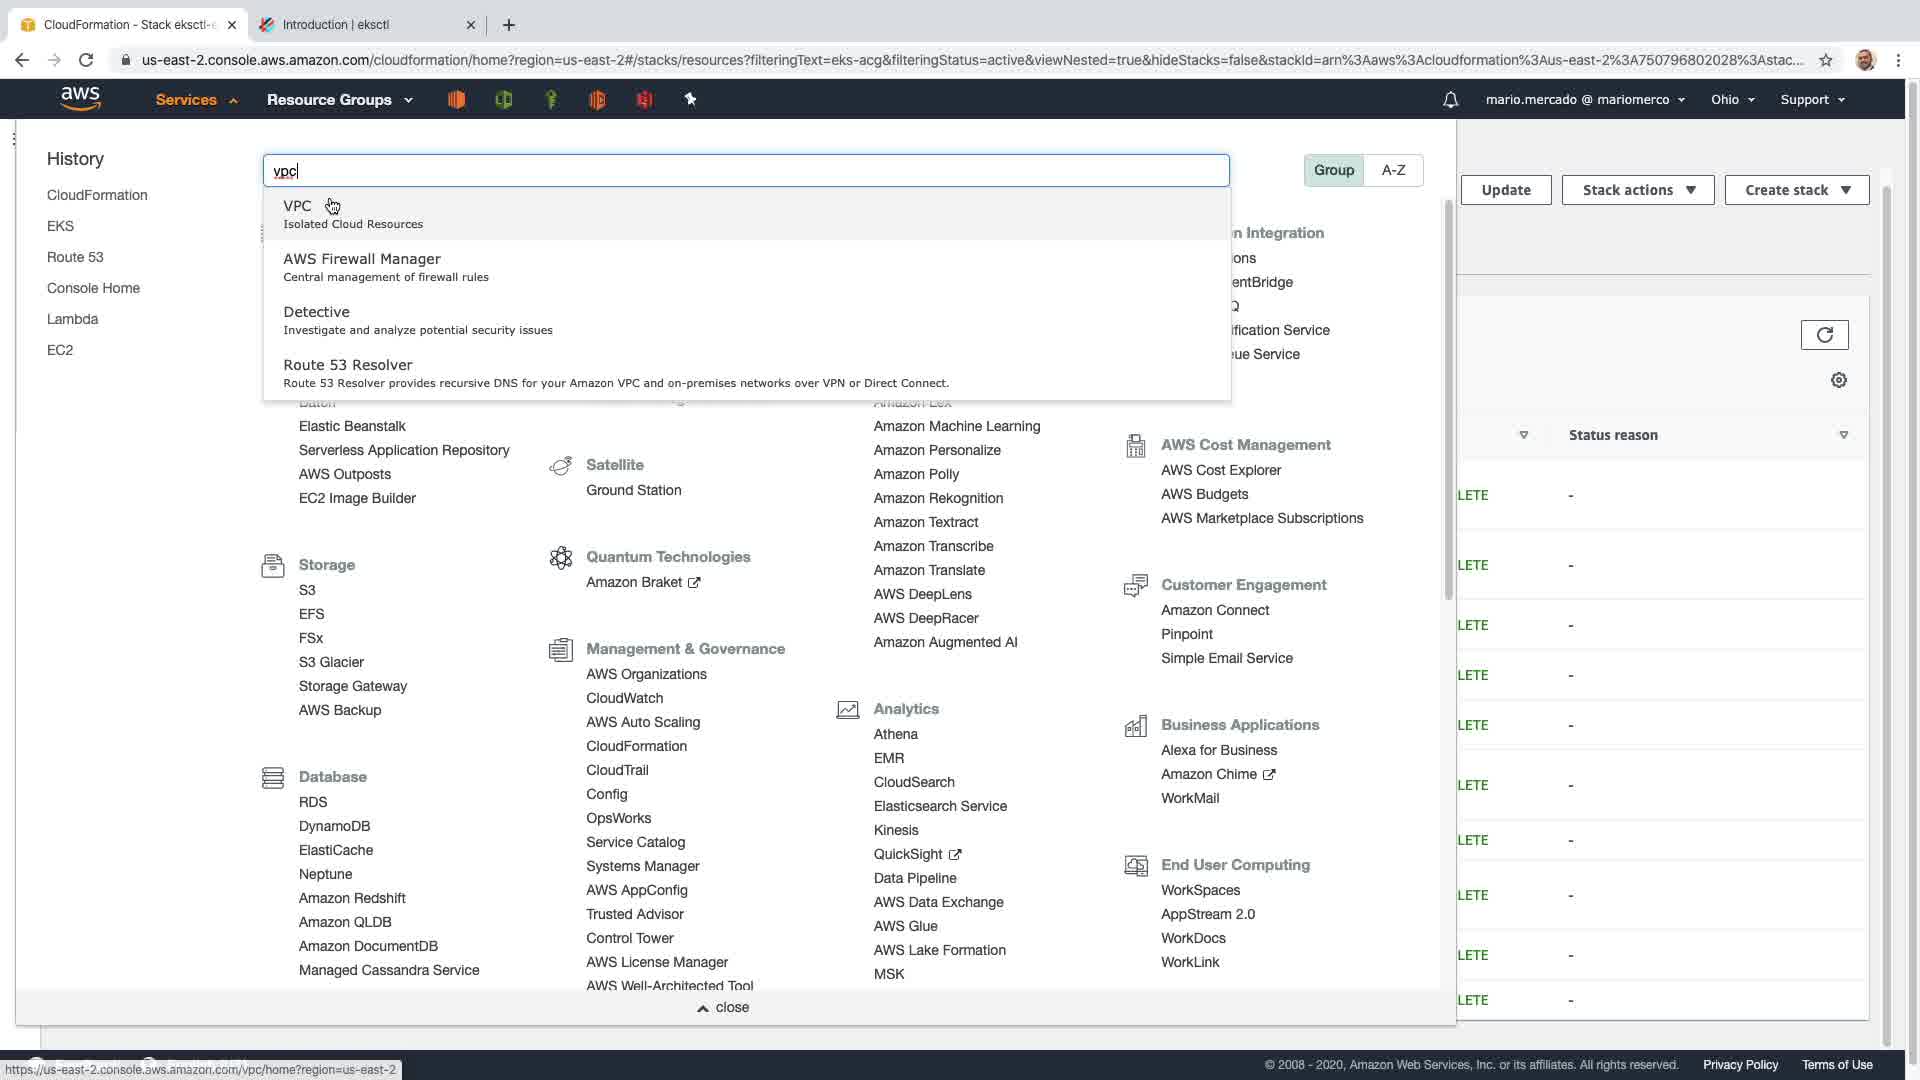 CloudFormation - Stack eksctl-e
Introduction | eksctl
us-east-2.console.aws.amazon.com/cloudformation/home?region=us-east-2#/stacks/resources?filteringText=eks-acg&filteringStatus=active&viewNested=true&hideStacks=false&stackId=arn%3Aaws%3Acloudformation%3Aus-east-2%3A750796802028%3Astac...
aws
Services
Resource Groups
mario.mercado @ mariomerco
Ohio
Support
History
CloudFormation
EKS
Route 53
Console Home
Lambda
EC2
vpc
Group
A-Z
VPC
Isolated Cloud Resources
AWS Firewall Manager
Central management of firewall rules
Detective
Investigate and analyze potential security issues
Route 53 Resolver
Route 53 Resolver provides recursive DNS for your Amazon VPC and on-premises networks over VPN or Direct Connect.
Batch
Elastic Beanstalk
Serverless Application Repository
AWS Outposts
EC2 Image Builder
Storage
S3
EFS
FSx
S3 Glacier
Storage Gateway
AWS Backup
Database
RDS
DynamoDB
ElastiCache
Neptune
Amazon Redshift
Amazon QLDB
Amazon DocumentDB
Managed Cassandra Service
Satellite
Ground Station
Quantum Technologies
Amazon Braket
Management & Governance
AWS Organizations
CloudWatch
AWS Auto Scaling
CloudFormation
CloudTrail
Config
OpsWorks
Service Catalog
Systems Manager
AWS AppConfig
Trusted Advisor
Control Tower
AWS License Manager
AWS Well-Architected Tool
Amazon Lex
Amazon Machine Learning
Amazon Personalize
Amazon Polly
Amazon Rekognition
Amazon Textract
Amazon Transcribe
Amazon Translate
AWS DeepLens
AWS DeepRacer
Amazon Augmented AI
Analytics
Athena
EMR
CloudSearch
Elasticsearch Service
Kinesis
QuickSight
Data Pipeline
AWS Data Exchange
AWS Glue
AWS Lake Formation
MSK
n Integration
ons
entBridge
Q
ification Service
eue Service
AWS Cost Management
AWS Cost Explorer
AWS Budgets
AWS Marketplace Subscriptions
Customer Engagement
Amazon Connect
Pinpoint
Simple Email Service
Business Applications
Alexa for Business
Amazon Chime
WorkMail
End User Computing
WorkSpaces
AppStream 2.0
WorkDocs
WorkLink
close
Update
Stack actions
Create stack
Status reason
LETE -
LETE -
LETE -
LETE -
LETE -
LETE -
LETE -
LETE -
LETE -
LETE -
https://us-east-2.console.aws.amazon.com/vpc/home?region=us-east-2
© 2008 - 2020, Amazon Web Services, Inc. or its affiliates. All rights reserved.
Privacy Policy
Terms of Use